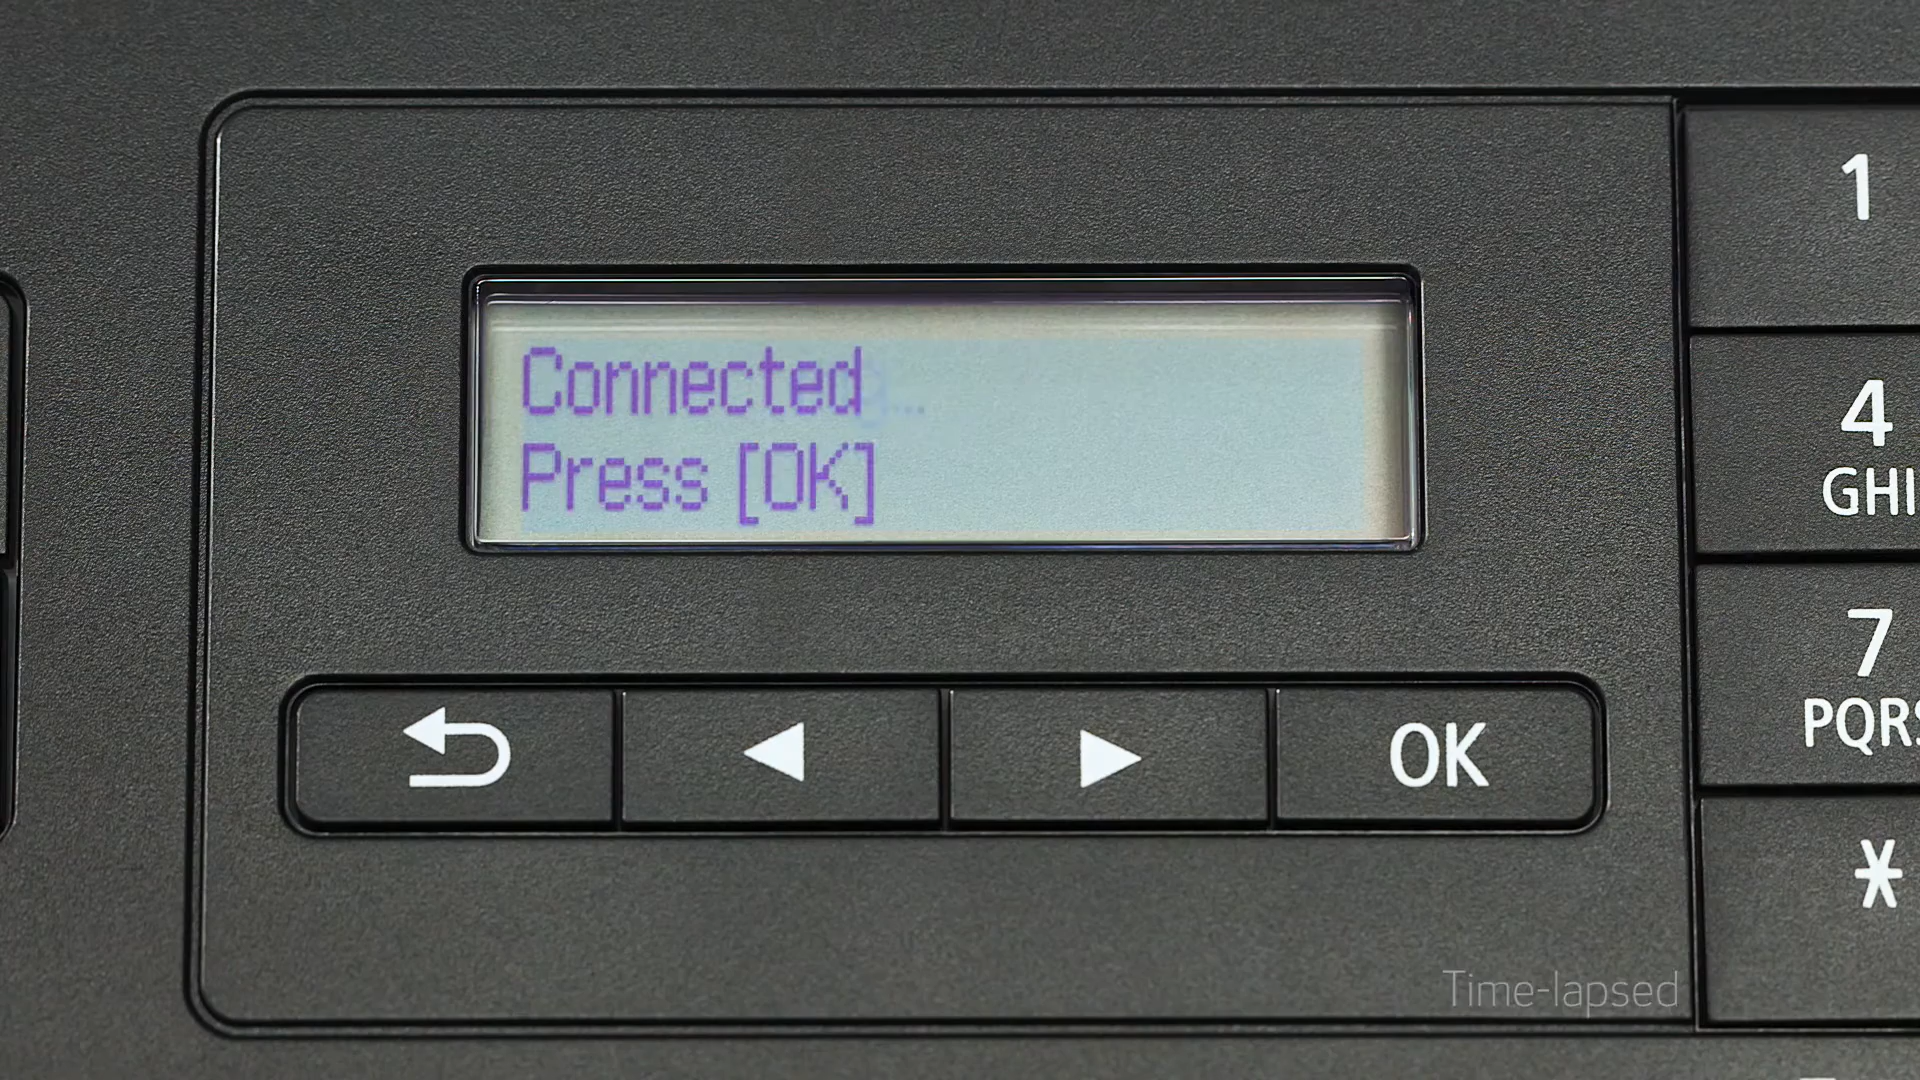 Connected
Press [OK]
OK
1
4
GHI
7
PQRS
*
Time-lapsed